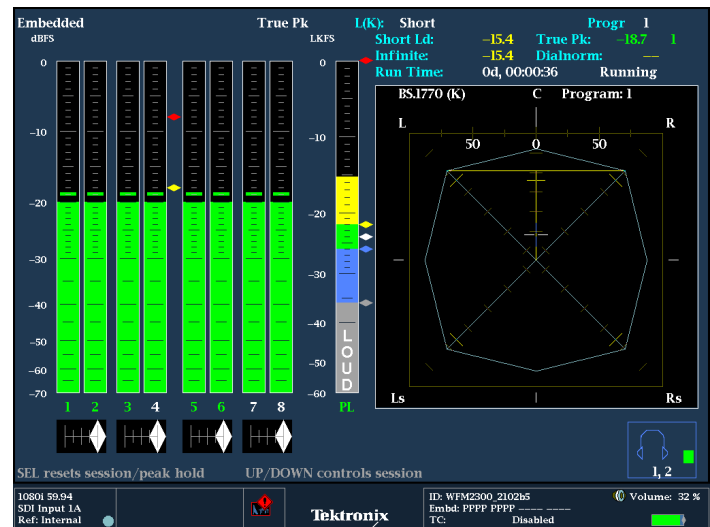 Embedded
True Pk
L(K): Short
Progr 1
dBFS
LKFS
Short Ld: −15.4 True Pk: −18.7 1
Infinite: −15.4 Dialnorm: −−
Run Time: 0d, 00:00:36 Running
0
−10
−20
−30
−40
−50
−60
−70
0
−10
−20
−30
−40
−50
−60
LOUD
1 2 3 4 5 6 7 8 PL
BS.1770 (K) C Program: 1
L R
50 0 50
Ls Rs
SEL resets session/peak hold UP/DOWN controls session
1, 2
1080i 59.94
SDI Input 1A
Ref: Internal
Tektronix
ID: WFM2300_2102b5
Embd: PPPP PPPP −−−− −−−−
TC: Disabled
Volume: 32 %